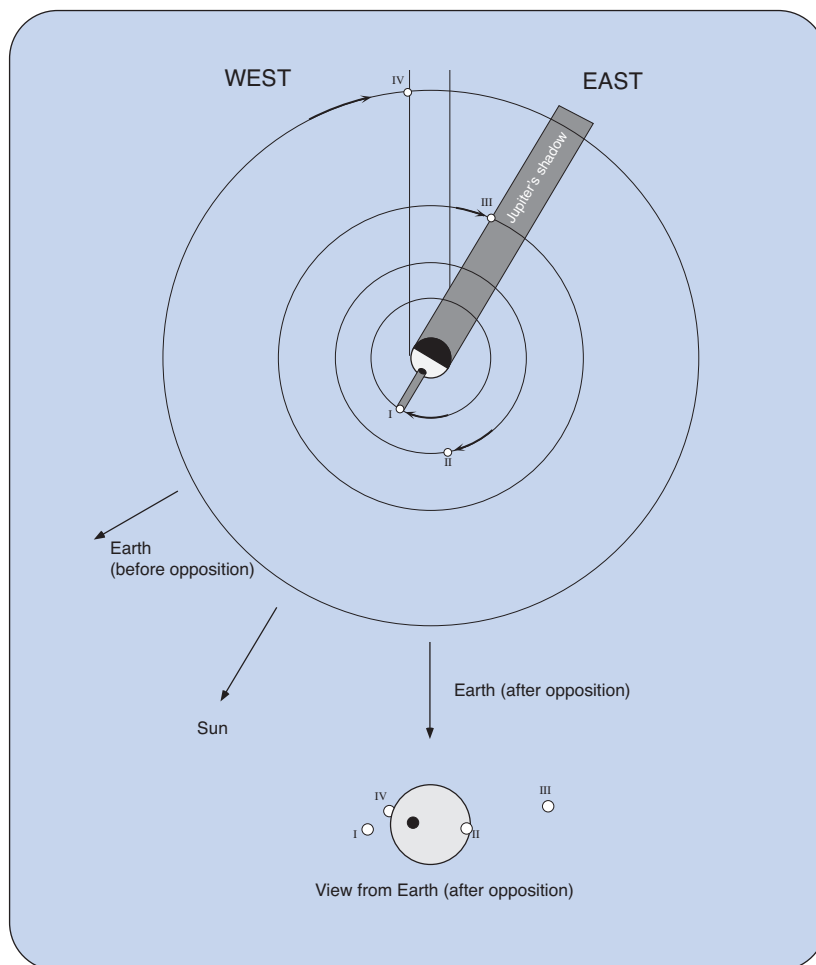 WEST
EAST
IV
Jupiter's shadow
III
I
II
Earth
(before opposition)
Earth (after opposition)
Sun
IV
III
I
II
View from Earth (after opposition)